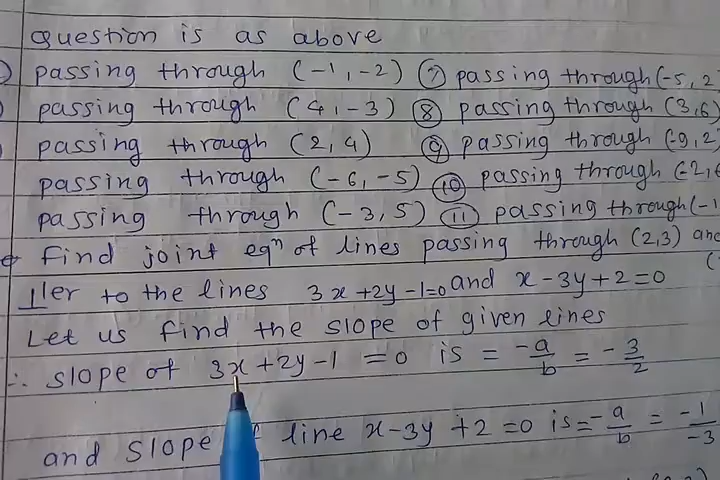 question is as above
passing through (-1,-2) ⑦ passing through (-5, 2
passing through (4,-3) ⑧ passing through (3,6)
passing through (2,4) ⑨ passing through (-9,2)
passing through (-6,-5) ⑩ passing through (-2,6
passing through (-3,5) ⑪ passing through (-1
Find joint eqⁿ of lines passing through (2,3) and
⊥er to the lines 3x+2y-1=0 and x-3y+2=0
Let us find the slope of given lines
∴ slope of 3x+2y-1=0 is = -a/b = -3/2
and slope line x-3y+2=0 is = -a/b = -1/-3